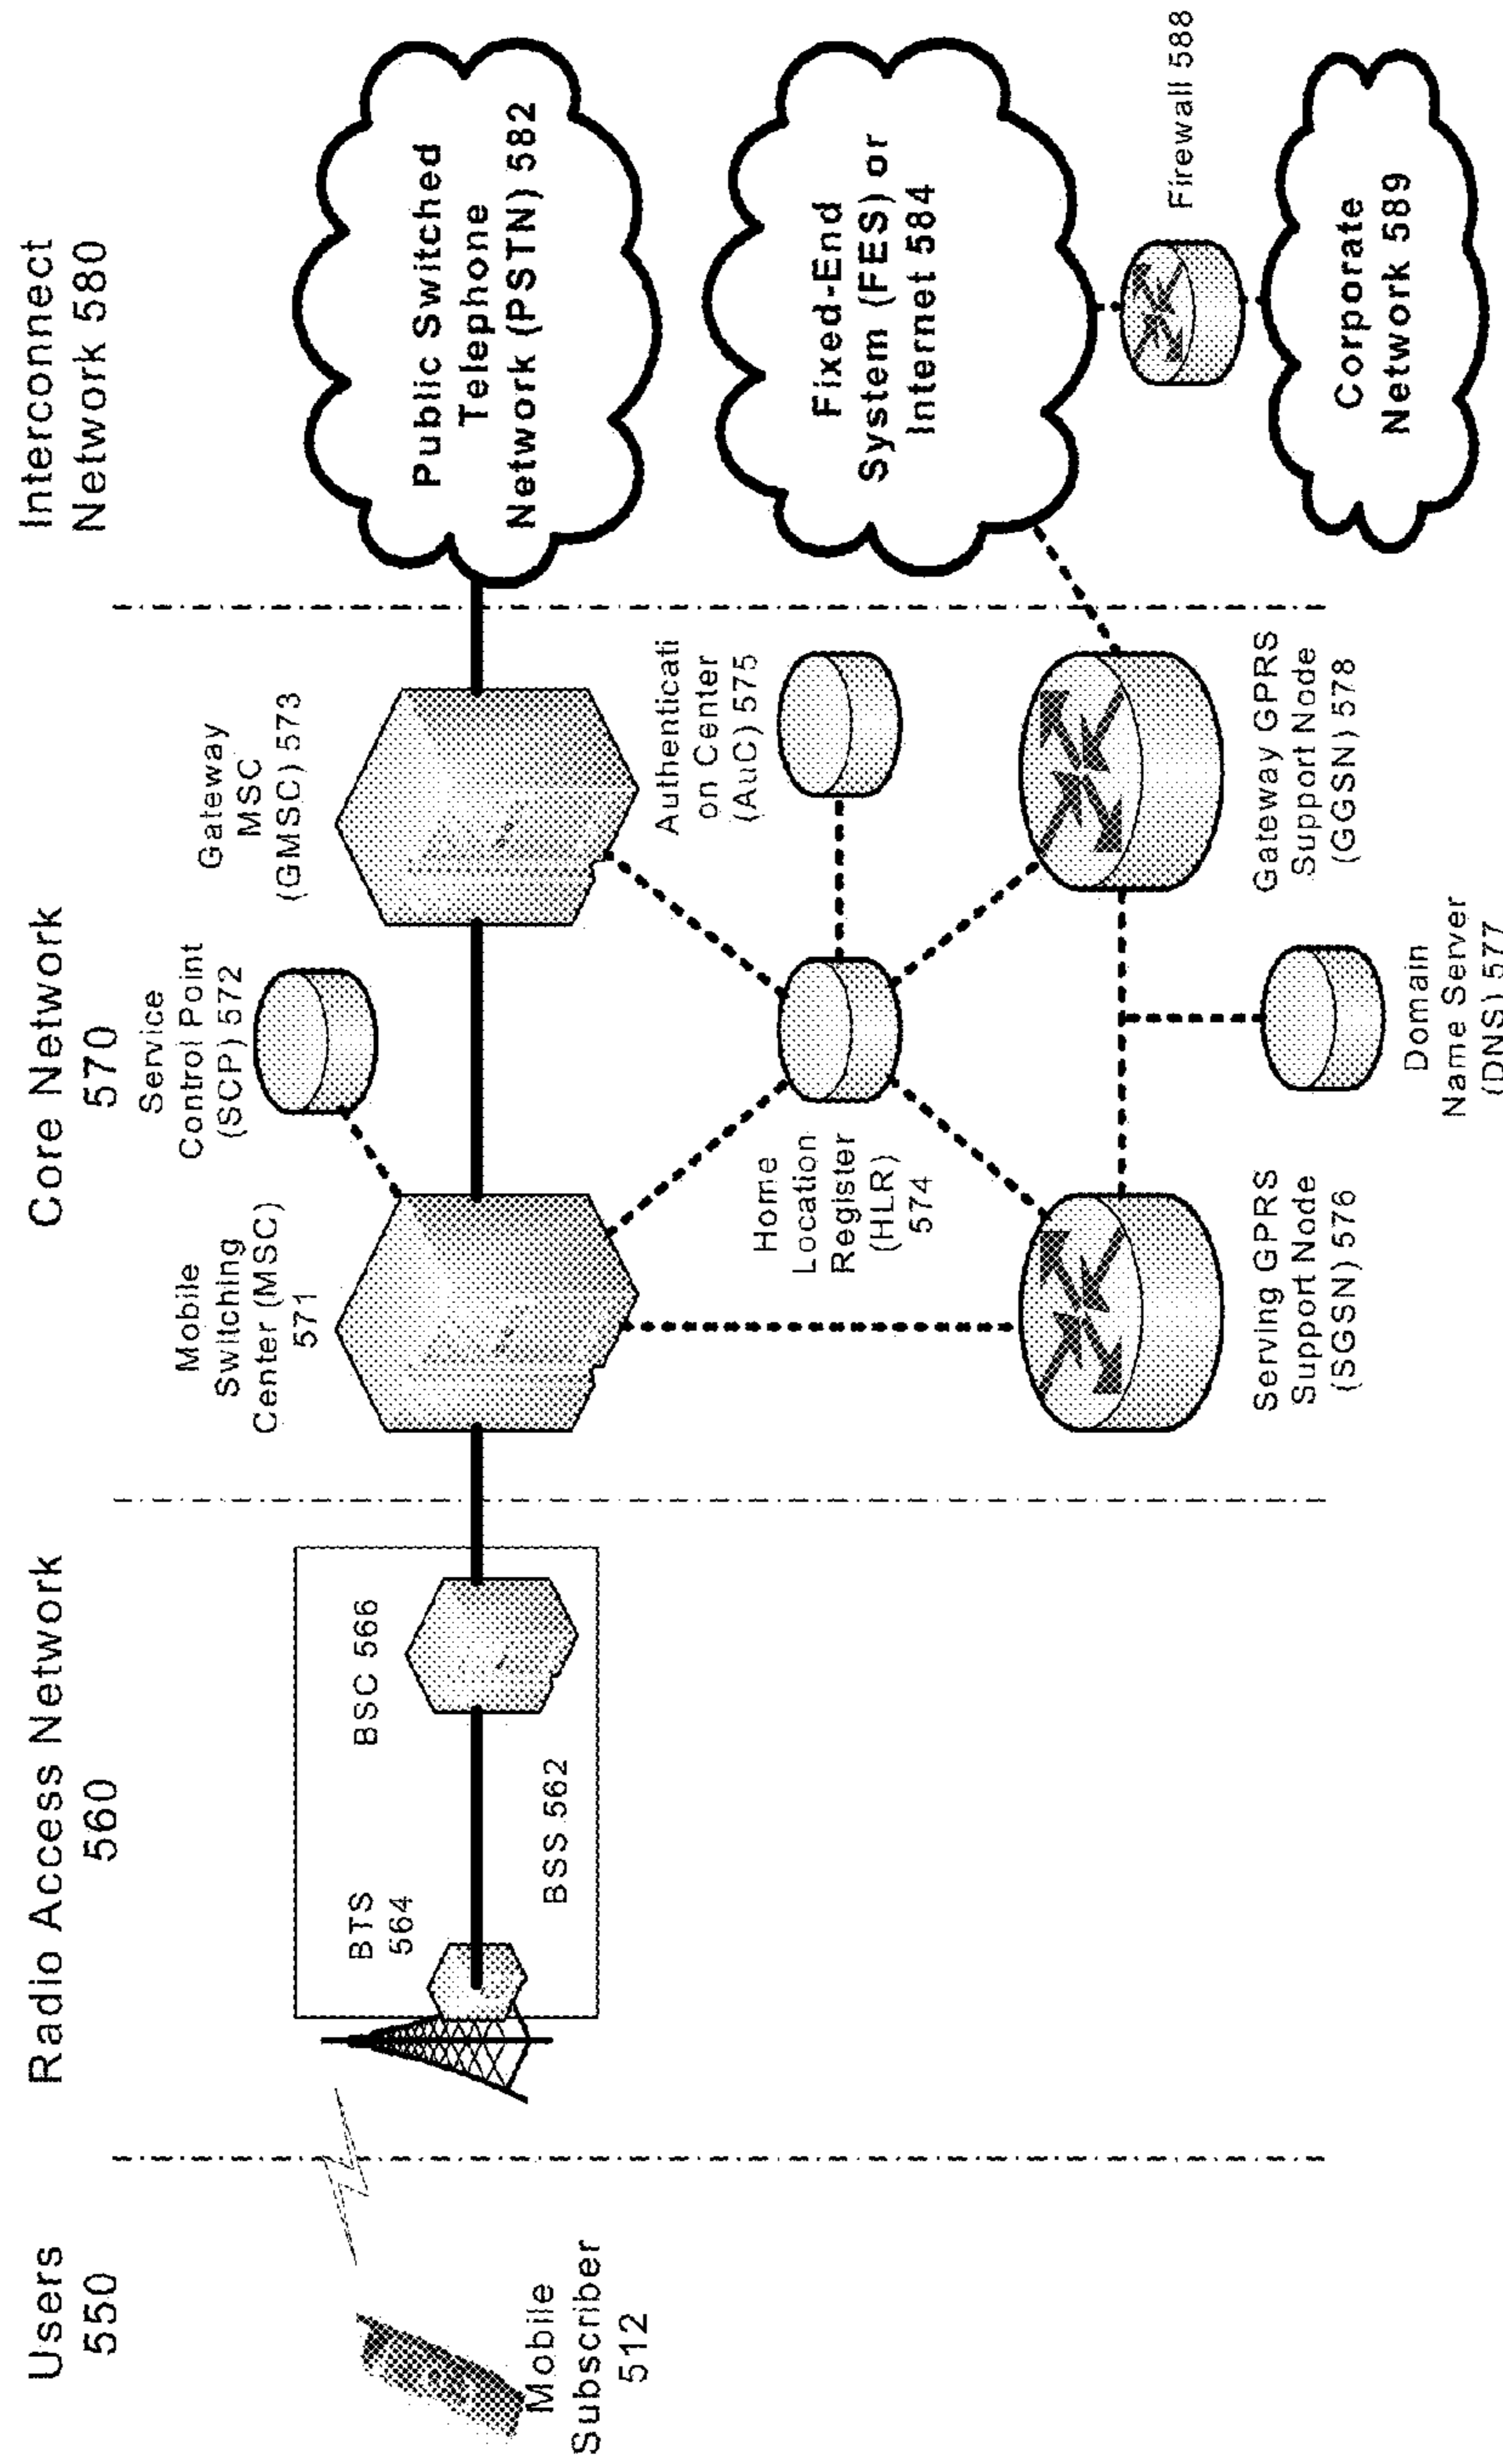 Users
550
Radio Access Network
560
Core Network
570
Interconnect
Network 580
Mobile
Subscriber
512
BTS
564
BSC 566
BSS 562
Mobile
Switching
Center (MSC)
571
Service
Control Point
(SCP) 572
Gateway
MSC
(GMSC) 573
Home
Location
Register
(HLR)
574
Authenticati
on Center
(AuC) 575
Serving GPRS
Support Node
(SGSN) 576
Domain
Name Server
(DNS) 577
Gateway GPRS
Support Node
(GGSN) 578
Public Switched
Telephone
Network (PSTN) 582
Fixed-End
System (FES) or
Internet 584
Firewall 588
Corporate
Network 589